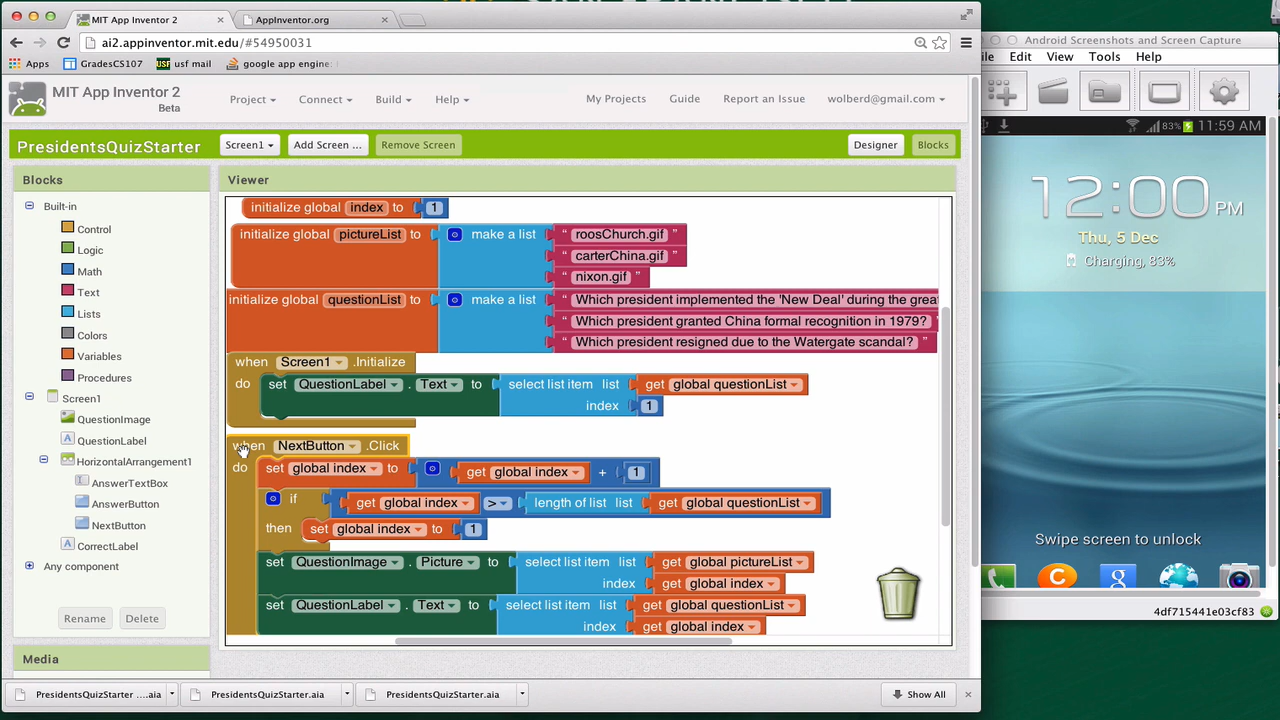 MIT App Inventor 2
AppInventor.org
ai2.appinventor.mit.edu/#54950031
Apps
GradesCS107
USF
usf mail
google app engine
MIT App Inventor 2
Beta
Project
Connect
Build
Help
My Projects
Guide
Report an Issue
wolberd@gmail.com
PresidentsQuizStarter
Screen1
Add Screen ...
Remove Screen
Designer
Blocks
Blocks
Built-in
Control
Logic
Math
Text
Lists
Colors
Variables
Procedures
Screen1
QuestionImage
QuestionLabel
HorizontalArrangement1
AnswerTextBox
AnswerButton
NextButton
CorrectLabel
Any component
Rename
Delete
Media
Viewer
initialize global index to 1
initialize global pictureList to make a list “ roosChurch.gif ”
“ carterChina.gif ”
“ nixon.gif ”
initialize global questionList to make a list “ Which president implemented the 'New Deal' during the grea
“ Which president granted China formal recognition in 1979? ”
“ Which president resigned due to the Watergate scandal? ”
when Screen1 .Initialize
do set QuestionLabel . Text to select list item list get global questionList
index 1
when NextButton .Click
do set global index to get global index + 1
if get global index > length of list list get global questionList
then set global index to 1
set QuestionImage . Picture to select list item list get global pictureList
index get global index
set QuestionLabel . Text to select list item list get global questionList
index get global index
PresidentsQuizStarter ....aia
PresidentsQuizStarter.aia
PresidentsQuizStarter.aia
Show All
Android Screenshots and Screen Capture
ile Edit View Tools Help
83% 11:59 AM
12:00 PM
Thu, 5 Dec
Charging, 83%
Swipe screen to unlock
4df715441e03cf83